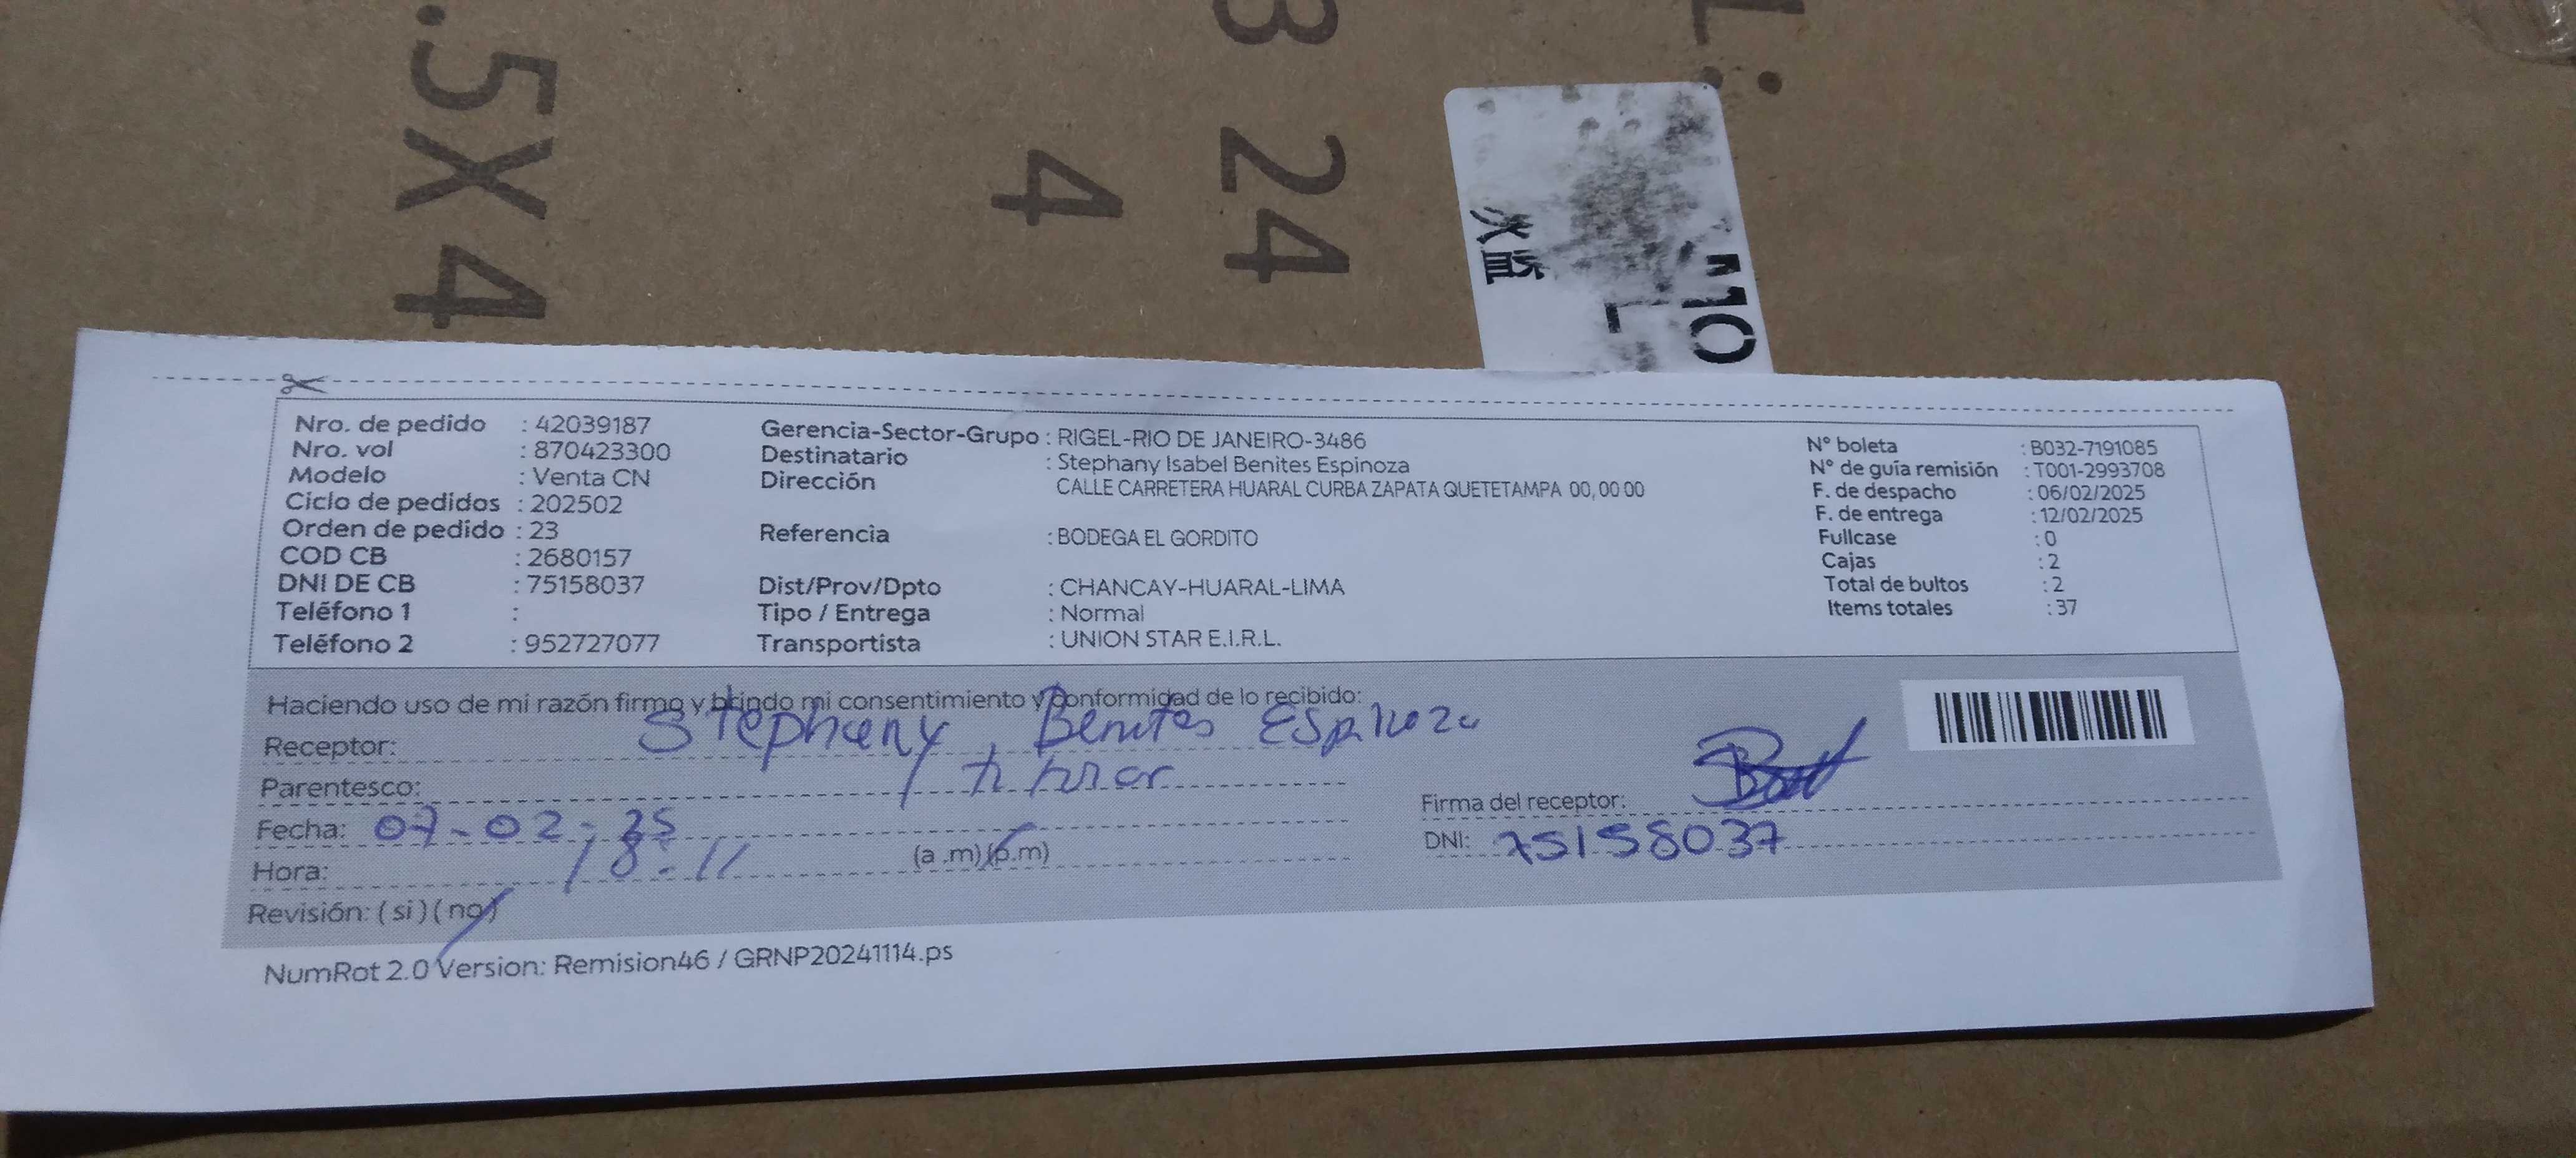 .5X4
4
3 24
L:
火盗
L
"10
Nro. de pedido : 42039187
Nro. vol : 870423300
Modelo : Venta CN
Ciclo de pedidos : 202502
Orden de pedido : 23
COD CB : 2680157
DNI DE CB : 75158037
Teléfono 1 :
Teléfono 2 : 952727077
Gerencia-Sector-Grupo : RIGEL-RIO DE JANEIRO-3486
Destinatario : Stephany Isabel Benites Espinoza
Dirección CALLE CARRETERA HUARAL CURBA ZAPATA QUETETAMPA 00, 00 00
Referencia : BODEGA EL GORDITO
Dist/Prov/Dpto : CHANCAY-HUARAL-LIMA
Tipo / Entrega : Normal
Transportista : UNION STAR E.I.R.L.
N° boleta : B032-7191085
N° de guía remisión : T001-2993708
F. de despacho : 06/02/2025
F. de entrega : 12/02/2025
Fullcase : 0
Cajas : 2
Total de bultos : 2
Items totales : 37
Haciendo uso de mi razón firmo y brindo mi consentimiento y conformidad de lo recibido:
Receptor: Stephany Benites Espinoza
Parentesco: titular
Fecha: 07-02-25
Hora: 18:11 (a.m)(p.m)
Revisión: (si)(no)
Firma del receptor:
DNI: 75158037
NumRot 2.0 Version: Remision46 / GRNP20241114.ps